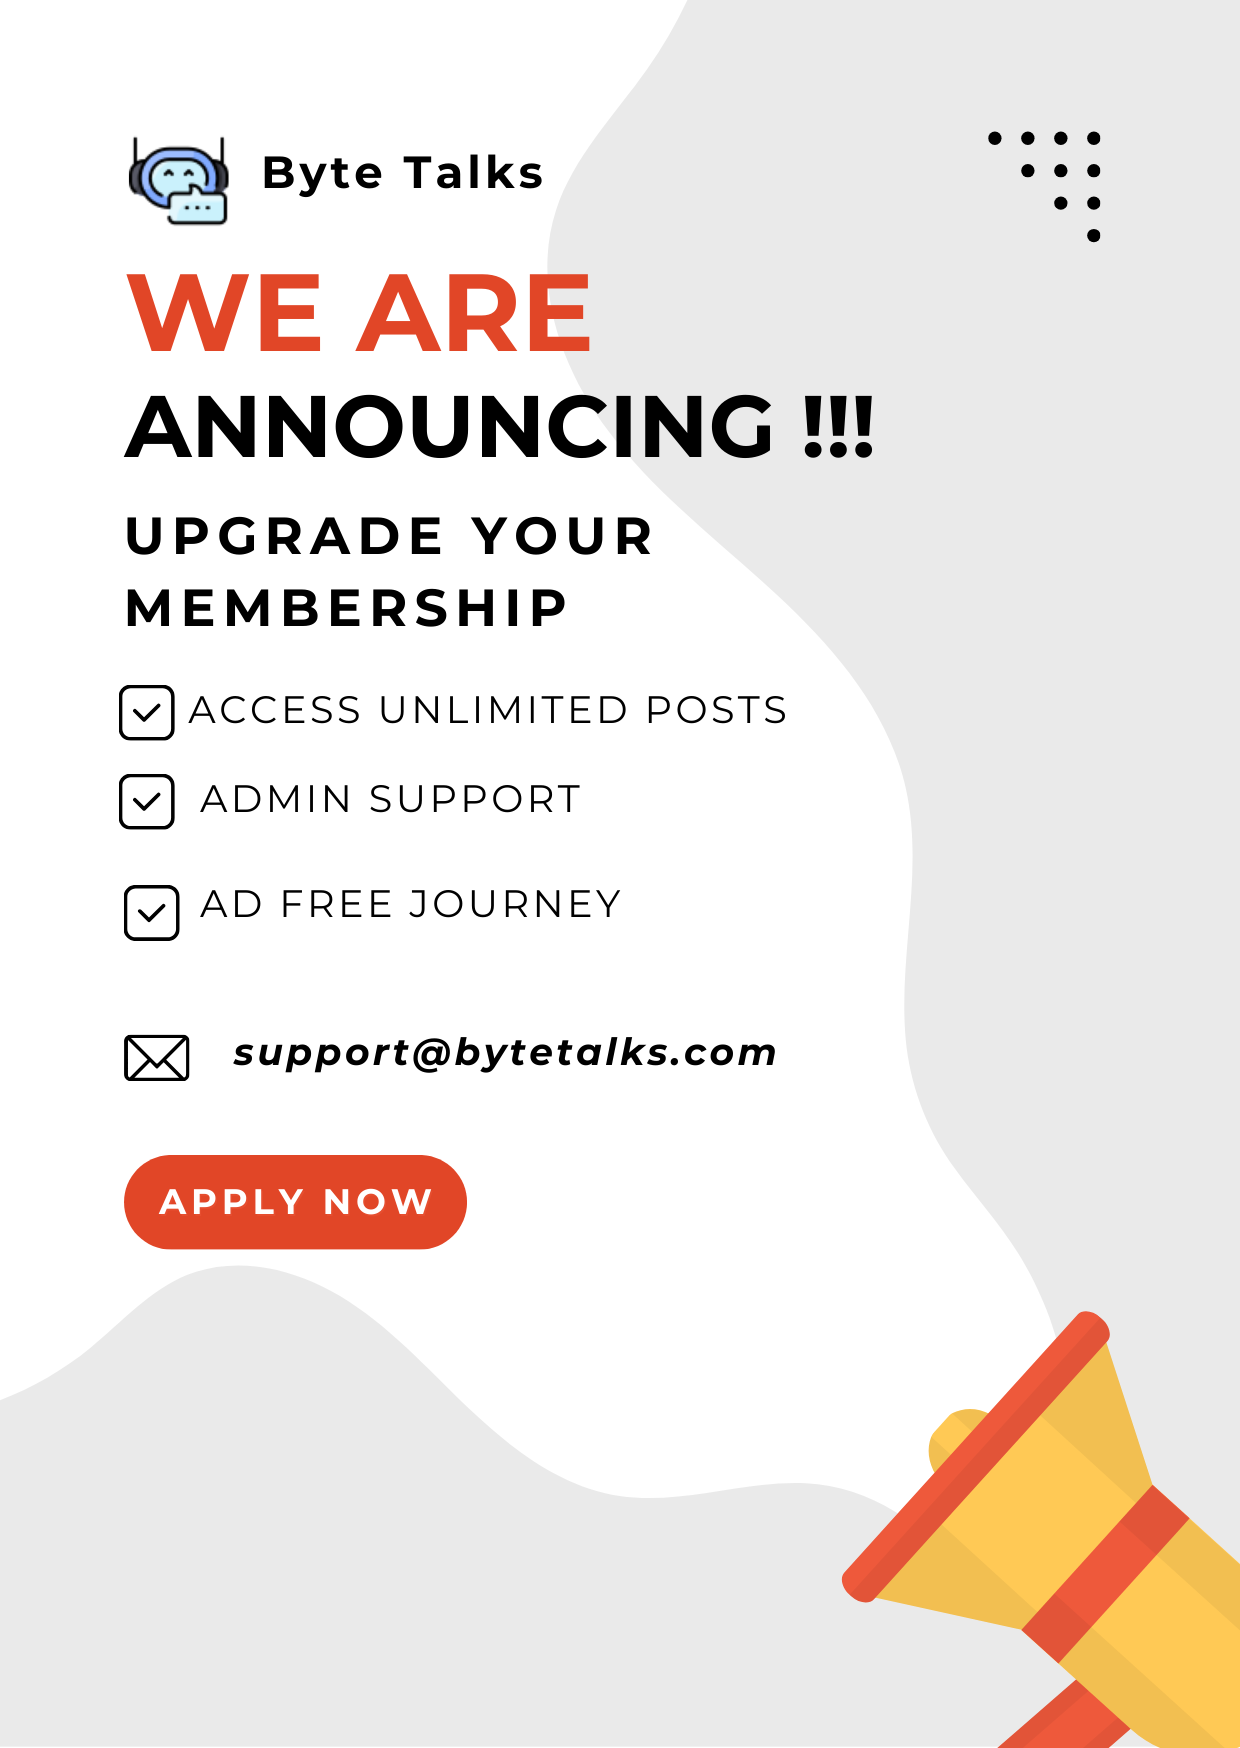 Byte Talks
WE ARE
ANNOUNCING !!!
UPGRADE YOUR
MEMBERSHIP
ACCESS UNLIMITED POSTS
ADMIN SUPPORT
AD FREE JOURNEY
support@bytetalks.com
APPLY NOW